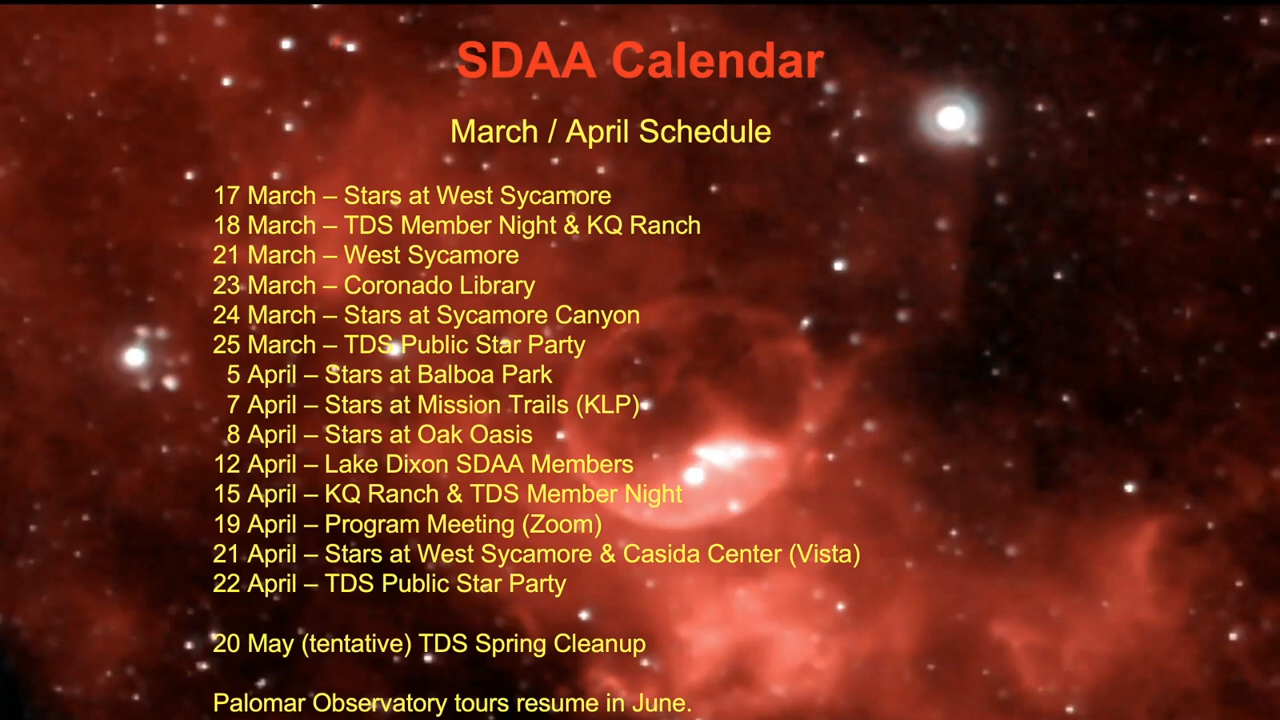 SDAA Calendar
March / April Schedule
17 March – Stars at West Sycamore
18 March – TDS Member Night & KQ Ranch
21 March – West Sycamore
23 March – Coronado Library
24 March – Stars at Sycamore Canyon
25 March – TDS Public Star Party
5 April – Stars at Balboa Park
7 April – Stars at Mission Trails (KLP)
8 April – Stars at Oak Oasis
12 April – Lake Dixon SDAA Members
15 April – KQ Ranch & TDS Member Night
19 April – Program Meeting (Zoom)
21 April – Stars at West Sycamore & Casida Center (Vista)
22 April – TDS Public Star Party
20 May (tentative) TDS Spring Cleanup
Palomar Observatory tours resume in June.